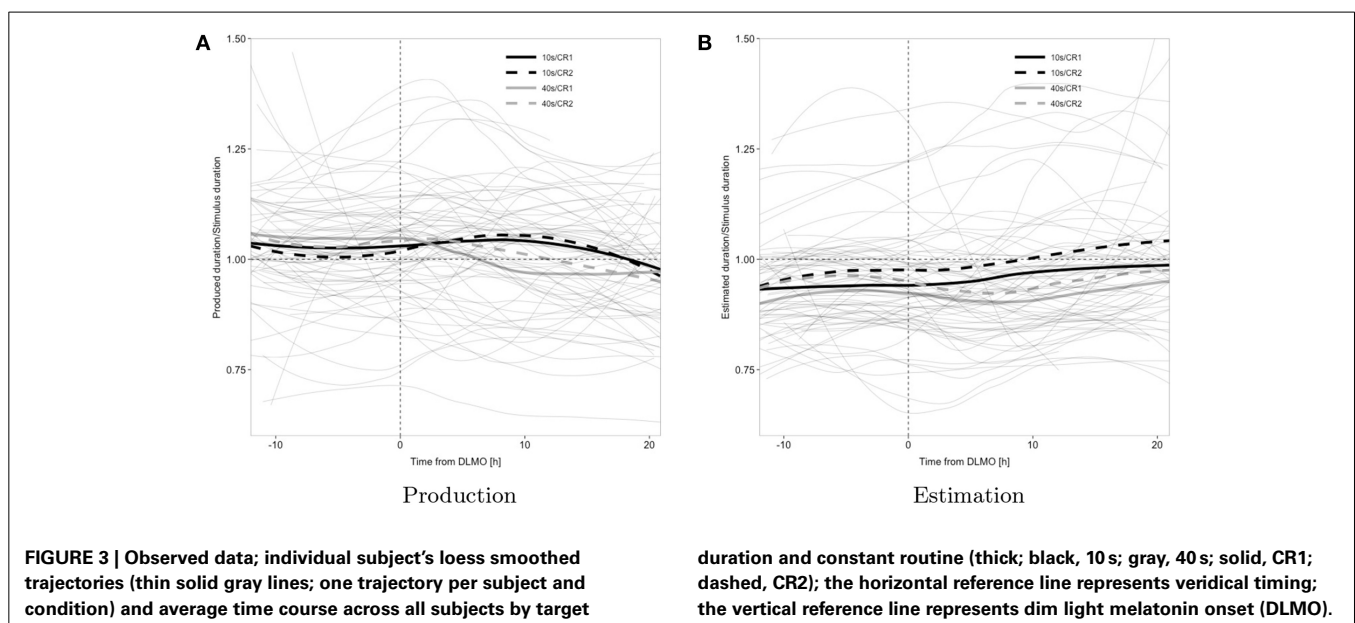 A
1.50
1.25
1.00
0.75
Produced duration/Stimulus duration
10s/CR1
10s/CR2
40s/CR1
40s/CR2
-10
0
10
20
Time from DLMO [h]
Production
B
1.50
1.25
1.00
0.75
Estimated duration/Stimulus duration
10s/CR1
10s/CR2
40s/CR1
40s/CR2
-10
0
10
20
Time from DLMO [h]
Estimation
FIGURE 3 | Observed data; individual subject's loess smoothed
trajectories (thin solid gray lines; one trajectory per subject and
condition) and average time course across all subjects by target
duration and constant routine (thick; black, 10 s; gray, 40 s; solid, CR1;
dashed, CR2); the horizontal reference line represents veridical timing;
the vertical reference line represents dim light melatonin onset (DLMO).